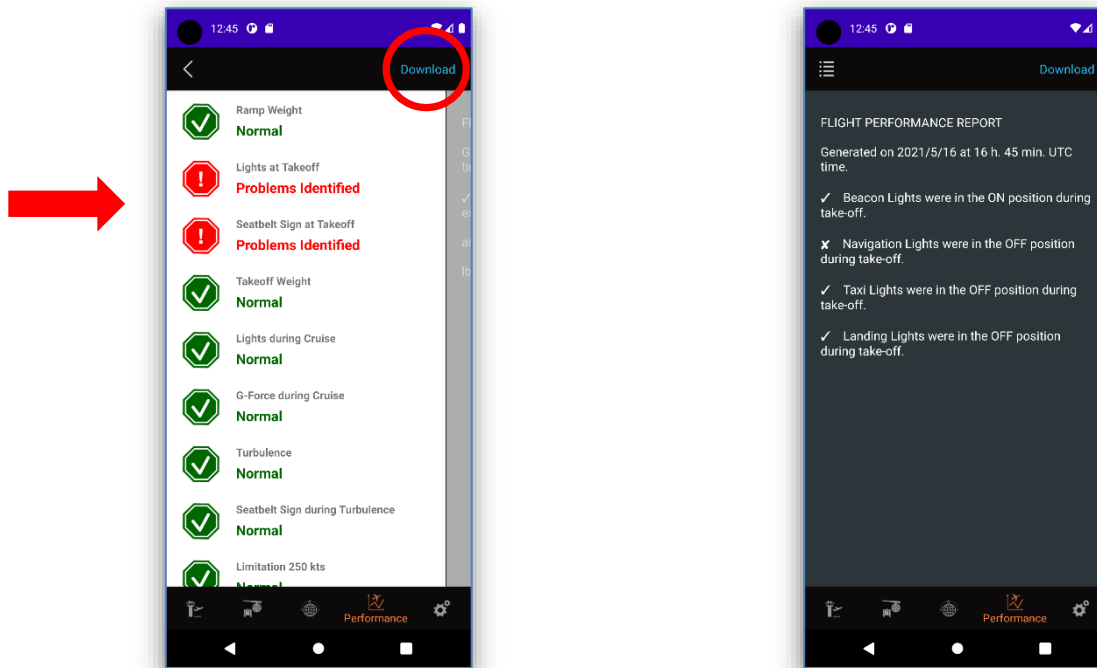 12:45
Download
Ramp Weight
Normal
Lights at Takeoff
Problems Identified
Seatbelt Sign at Takeoff
Problems Identified
Takeoff Weight
Normal
Lights during Cruise
Normal
G-Force during Cruise
Normal
Turbulence
Normal
Seatbelt Sign during Turbulence
Normal
Limitation 250 kts
Normal
Performance
12:45
Download
FLIGHT PERFORMANCE REPORT
Generated on 2021/5/16 at 16 h. 45 min. UTC
time.
✓ Beacon Lights were in the ON position during
take-off.
✘ Navigation Lights were in the OFF position
during take-off.
✓ Taxi Lights were in the OFF position during
take-off.
✓ Landing Lights were in the OFF position
during take-off.
Performance